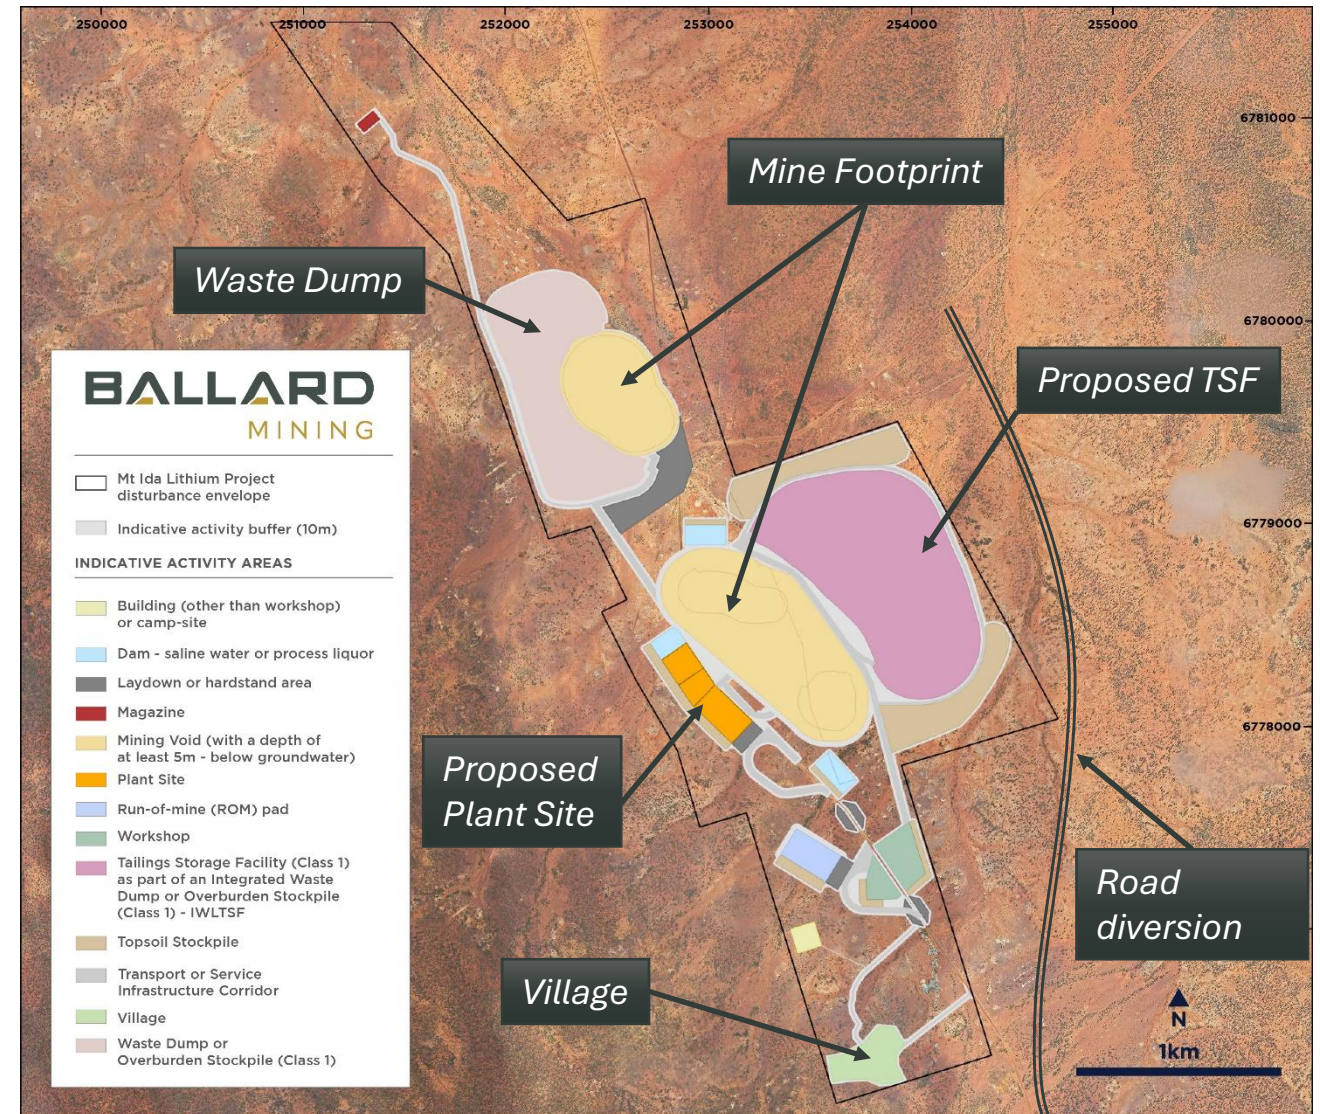 250000
251000
252000
253000
254000
255000
6781000
Mine Footprint
Waste Dump
6780000
Proposed TSF
BALLARD
MINING
Mt Ida Lithium Project
disturbance envelope
Indicative activity buffer (10m)
INDICATIVE ACTIVITY AREAS
Building (other than workshop)
or camp-site
Dam - saline water or process liquor
Laydown or hardstand area
Magazine
Mining Void (with a depth of
at least 5m - below groundwater)
Plant Site
Run-of-mine (ROM) pad
Workshop
Tailings Storage Facility (Class 1)
as part of an Integrated Waste
Dump or Overburden Stockpile
(Class 1) - IWLTSF
Topsoil Stockpile
Transport or Service
Infrastructure Corridor
Village
Waste Dump or
Overburden Stockpile (Class 1)
6779000
6778000
Proposed
Plant Site
Road
diversion
Village
N
1km